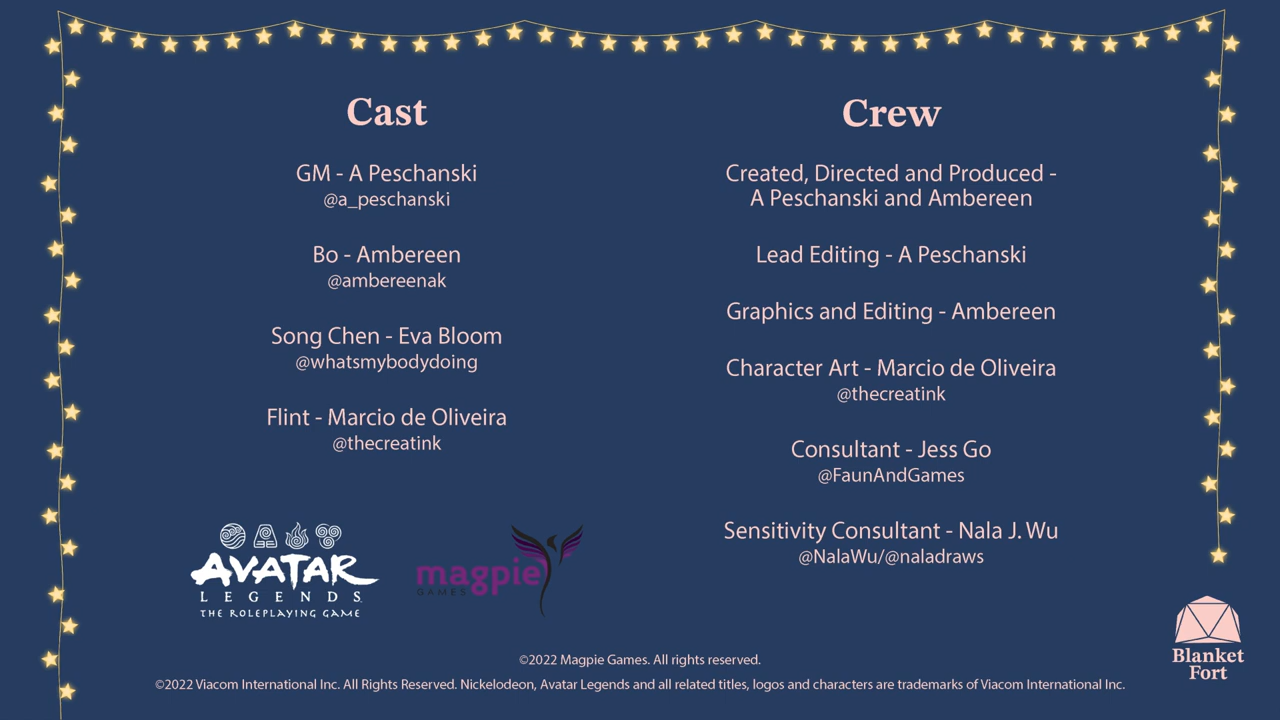 Cast
GM - A Peschanski
@a_peschanski
Bo - Ambereen
@ambereenak
Song Chen - Eva Bloom
@whatsmybodydoing
Flint - Marcio de Oliveira
@thecreatink
Crew
Created, Directed and Produced -
A Peschanski and Ambereen
Lead Editing - A Peschanski
Graphics and Editing - Ambereen
Character Art - Marcio de Oliveira
@thecreatink
Consultant - Jess Go
@FaunAndGames
Sensitivity Consultant - Nala J. Wu
@NalaWu/@naladraws
AVATAR
LEGENDS
THE ROLEPLAYING GAME
magpie
GAMES
Blanket
Fort
©2022 Magpie Games. All rights reserved.
©2022 Viacom International Inc. All Rights Reserved. Nickelodeon, Avatar Legends and all related titles, logos and characters are trademarks of Viacom International Inc.